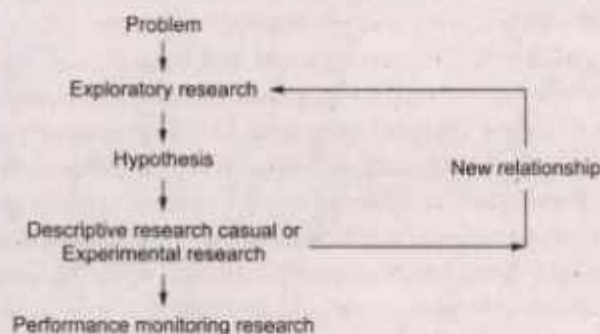 Problem
Exploratory research
Hypothesis
New relationship
Descriptive research casual or
Experimental research
Performance monitoring research